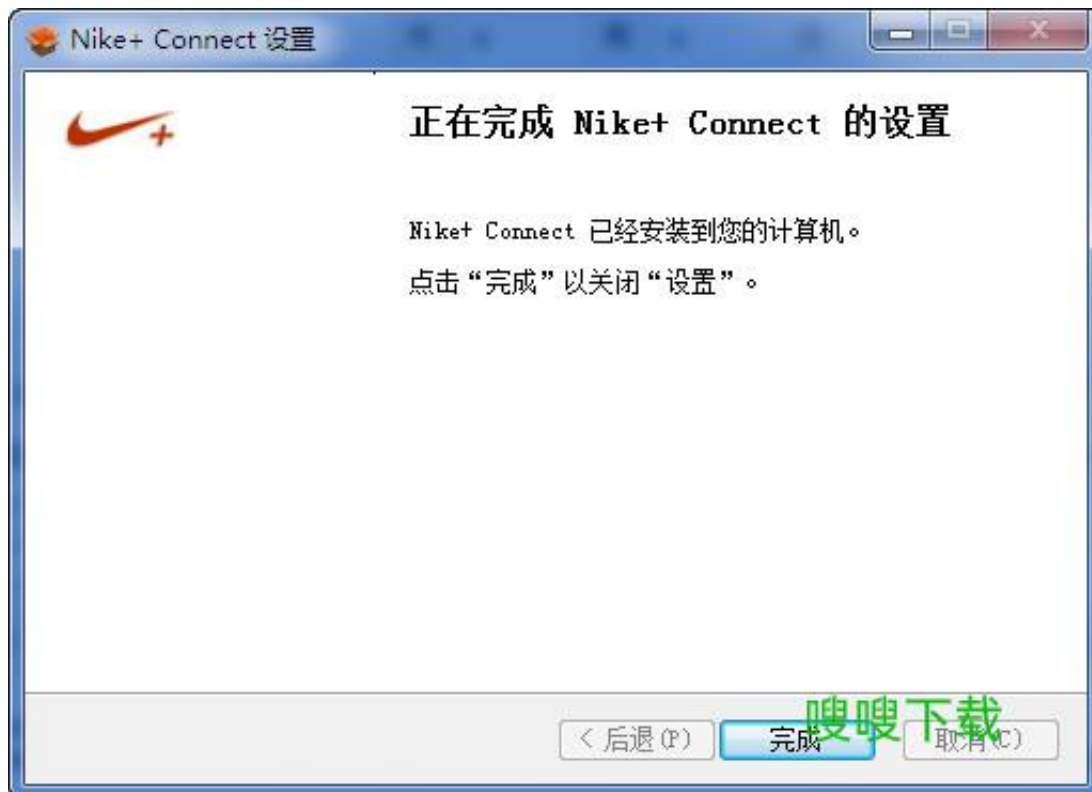 Nike+ Connect 设置
正在完成 Nike+ Connect 的设置
Nike+ Connect 已经安装到您的计算机。
点击“完成”以关闭“设置”。
< 后退(P)
完成
取消(C)
嗖嗖下载